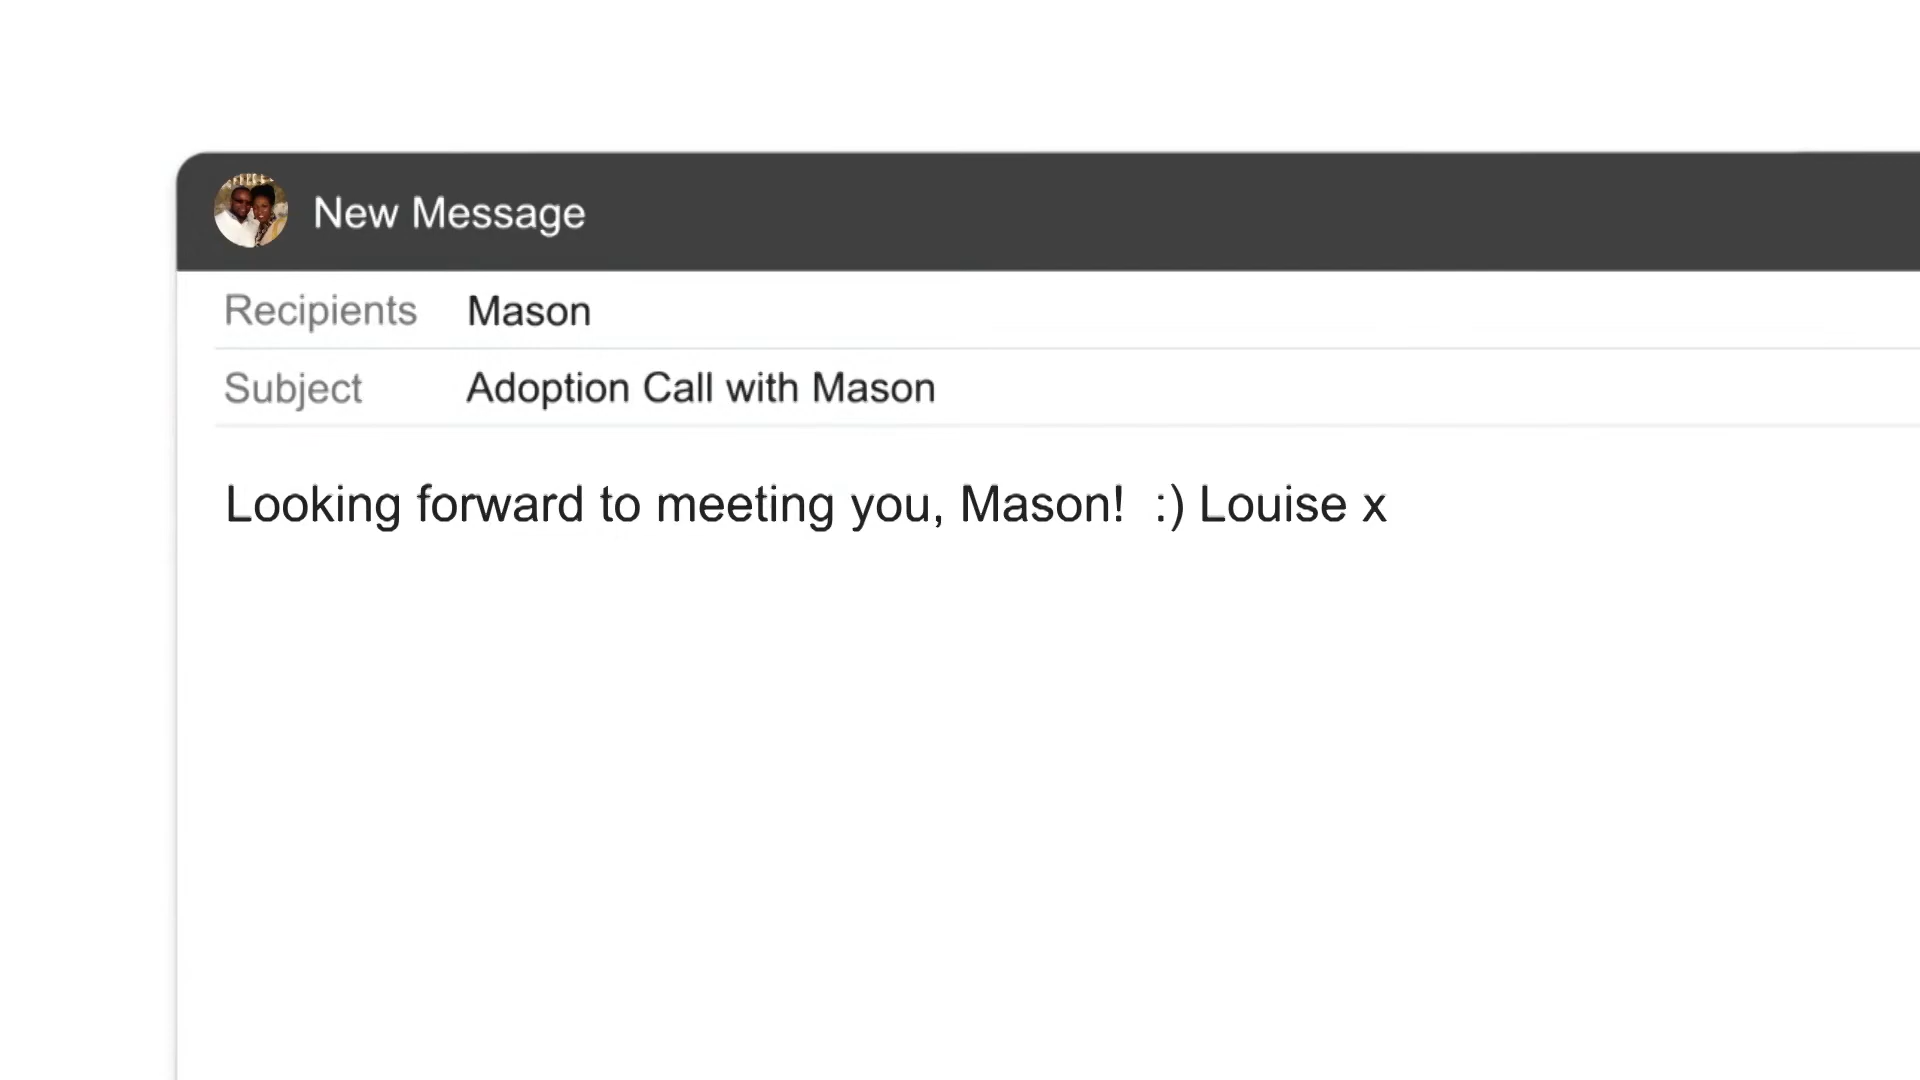 New Message
Recipients Mason
Subject Adoption Call with Mason
Looking forward to meeting you, Mason!  :) Louise x